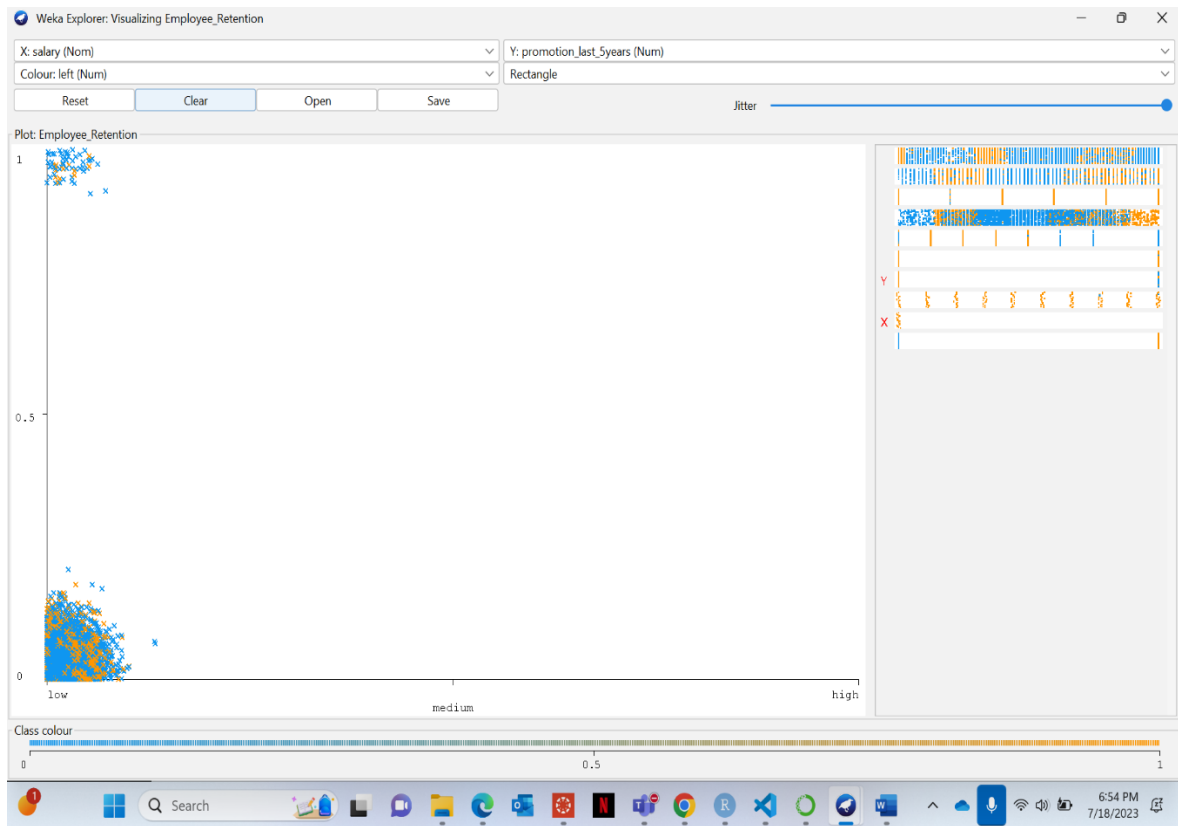 Weka Explorer: Visualizing Employee_Retention
X: salary (Nom)
Y: promotion_last_5years (Num)
Colour: left (Num)
Rectangle
Reset
Clear
Open
Save
Jitter
Plot: Employee_Retention
1
0.5
0
low
medium
high
Y
X
Class colour
0
0.5
1
1
Search
N
R
W
6:54 PM
7/18/2023